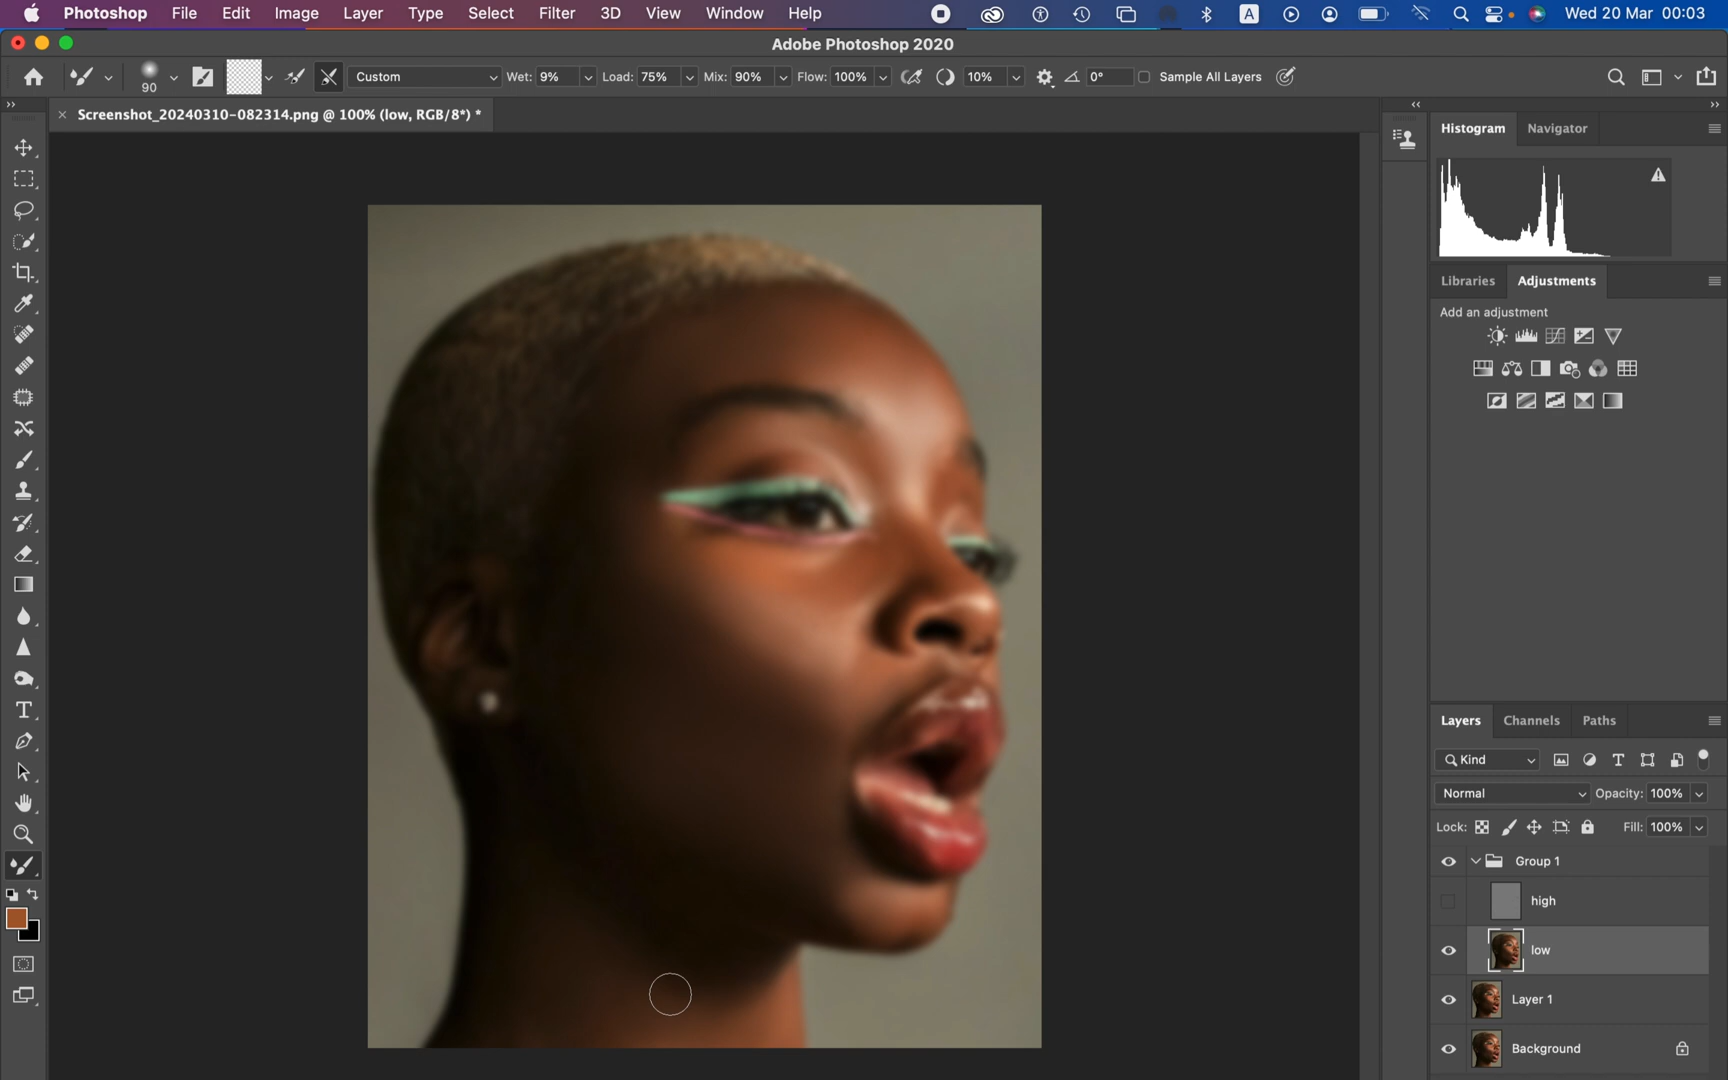 Photoshop File Edit Image Layer Type Select Filter 3D View Window Help A Wed 20 Mar 00:03
Adobe Photoshop 2020
90 Custom Wet: 9% Load: 75% Mix: 90% Flow: 100% 10% 0° Sample All Layers
Screenshot_20240310-082314.png @ 100% (low, RGB/8*) *
Histogram Navigator
Libraries Adjustments
Add an adjustment
Layers Channels Paths
Kind
Normal Opacity: 100%
Lock: Fill: 100%
Group 1
high
low
Layer 1
Background